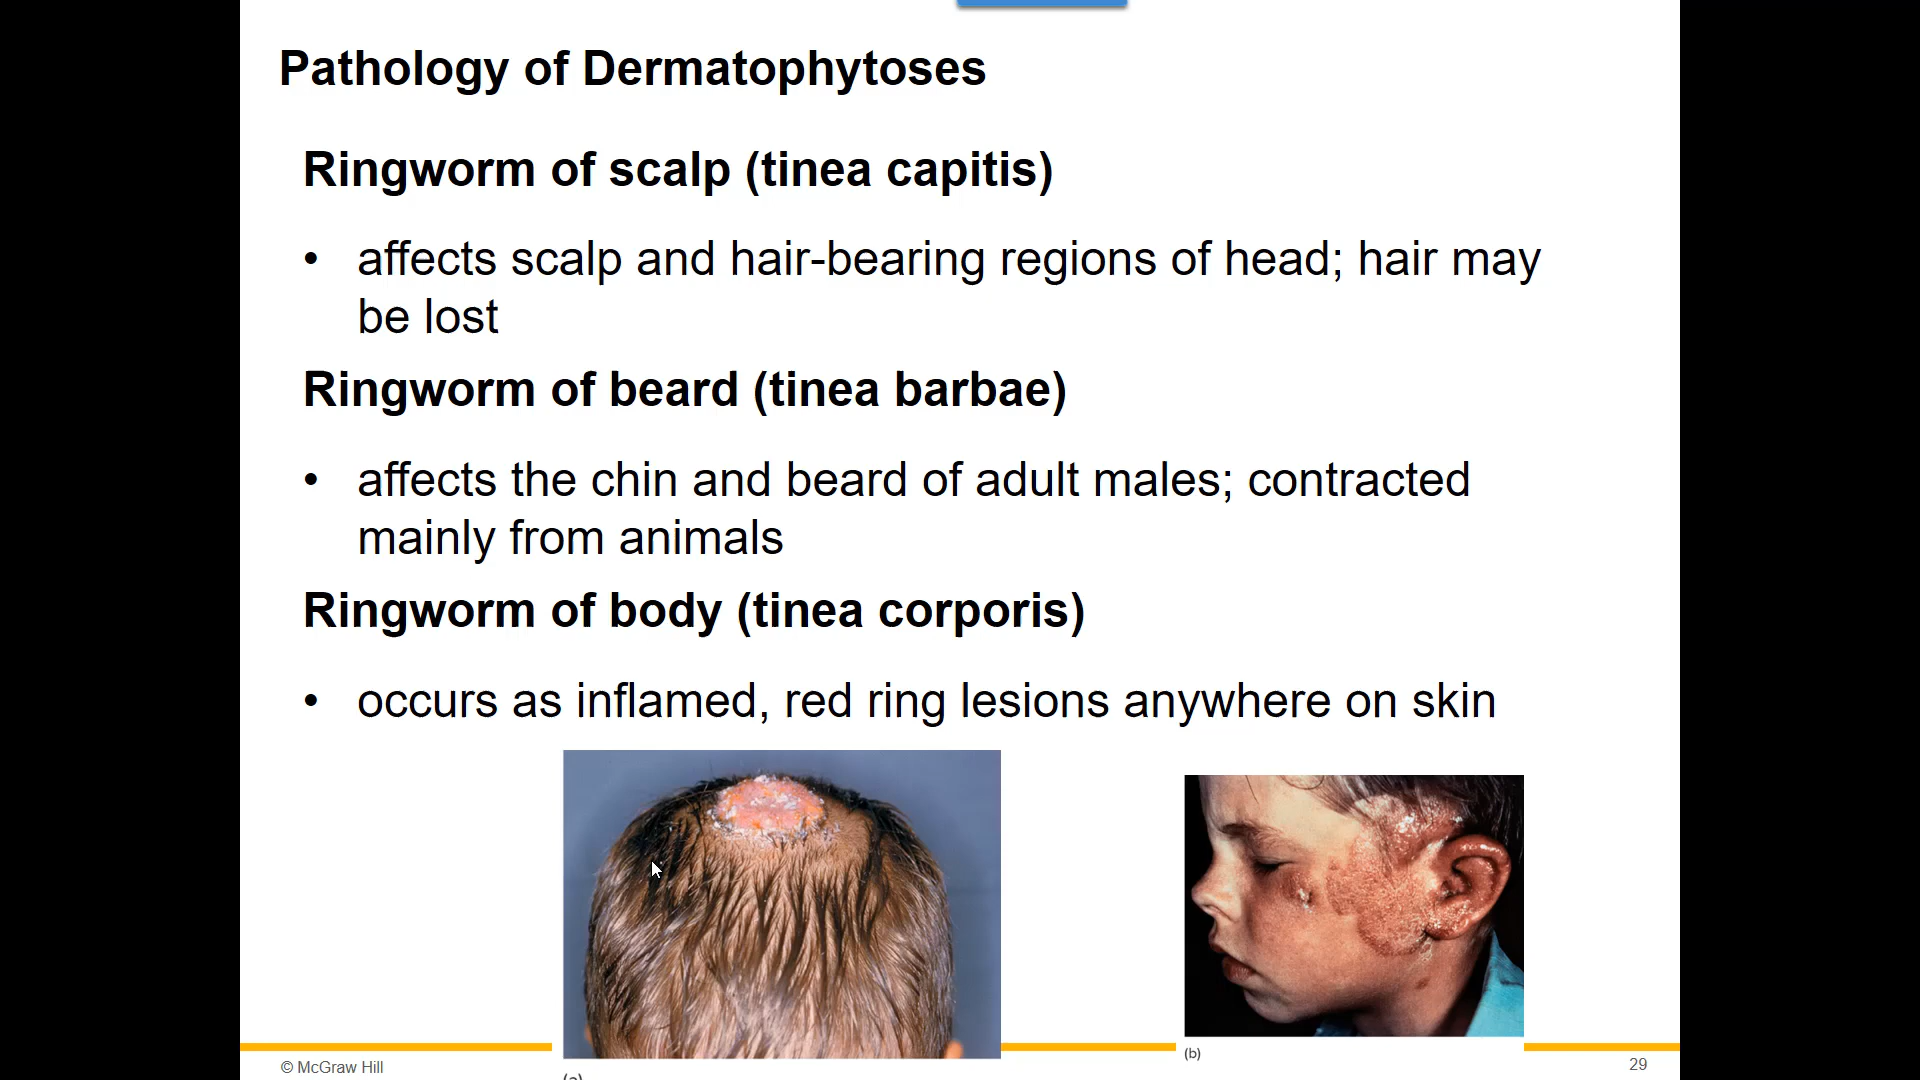 Pathology of Dermatophytoses
Ringworm of scalp (tinea capitis)
• affects scalp and hair-bearing regions of head; hair may
be lost
Ringworm of beard (tinea barbae)
• affects the chin and beard of adult males; contracted
mainly from animals
Ringworm of body (tinea corporis)
• occurs as inflamed, red ring lesions anywhere on skin
(b)
© McGraw Hill
29